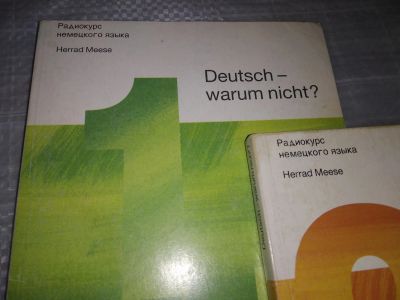 Радиокурс
немецкого языка
Herrad Meese
Deutsch –
warum nicht?
1
Радиокурс
немецкого языка
Herrad Meese